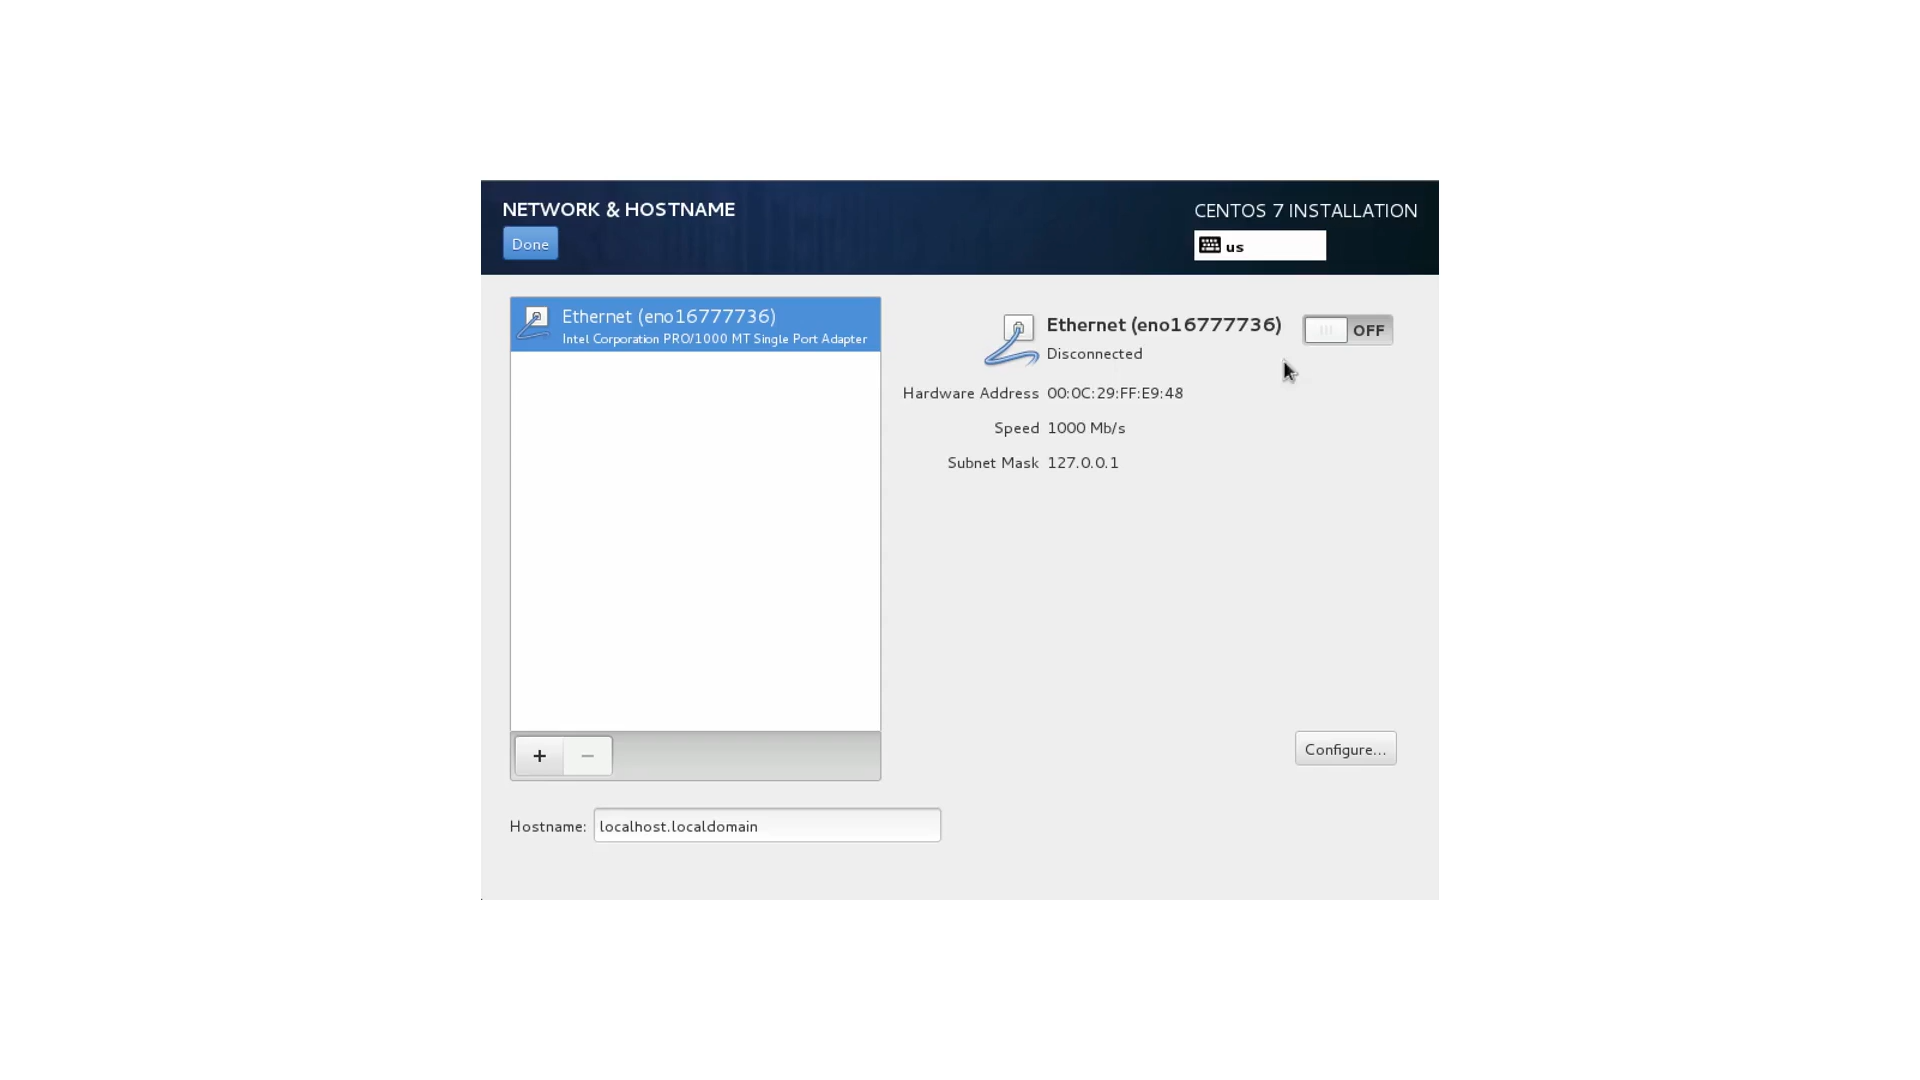 NETWORK & HOSTNAME
CENTOS 7 INSTALLATION
Done
us
Ethernet (eno16777736)
Intel Corporation PRO/1000 MT Single Port Adapter
Ethernet (eno16777736)
OFF
Disconnected
Hardware Address 00:0C:29:FF:E9:48
Speed 1000 Mb/s
Subnet Mask 127.0.0.1
+ −
Configure...
Hostname: localhost.localdomain